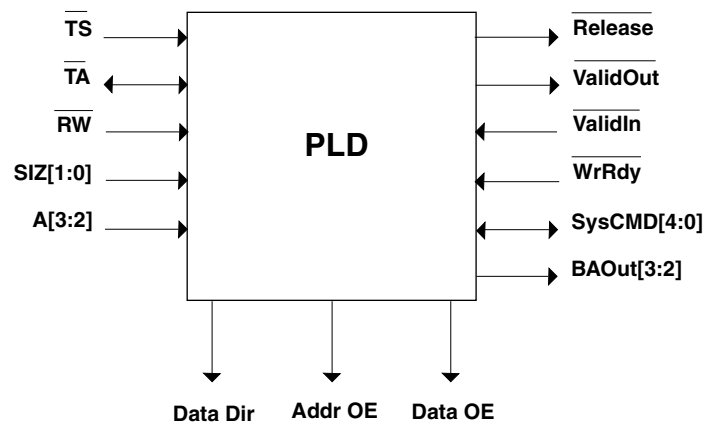 TS
TA
RW
SIZ[1:0]
A[3:2]
PLD
Release
ValidOut
ValidIn
WrRdy
SysCMD[4:0]
BAOut[3:2]
Data Dir Addr OE Data OE